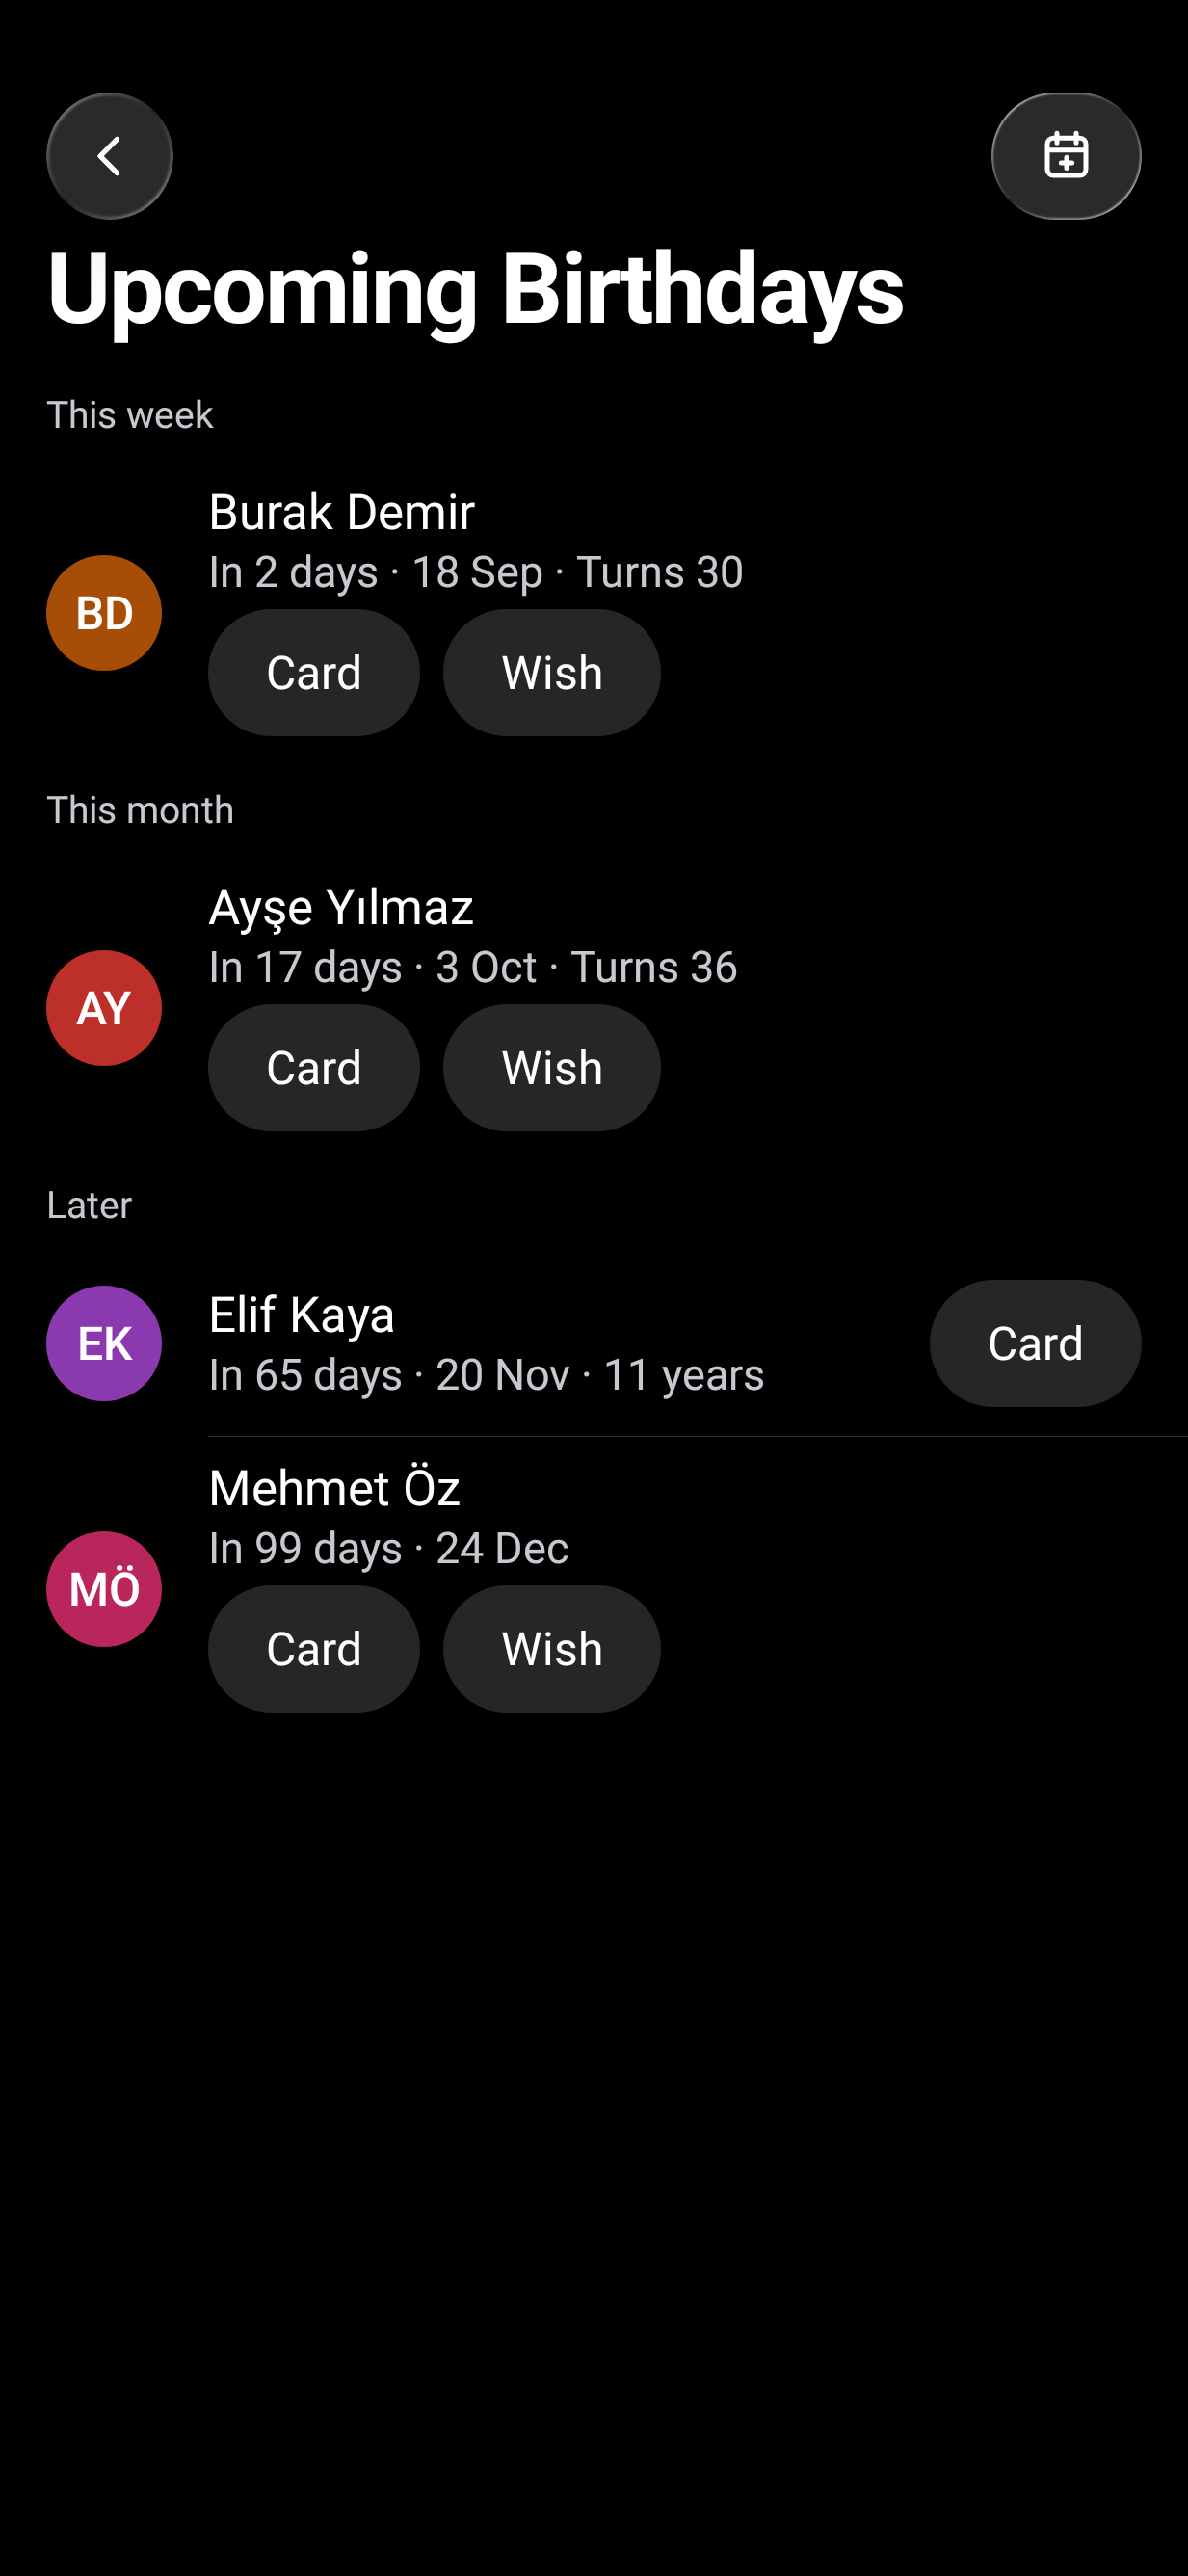 Upcoming Birthdays
This week
BD
Burak Demir
In 2 days · 18 Sep · Turns 30
Card Wish
This month
AY
Ayşe Yılmaz
In 17 days · 3 Oct · Turns 36
Card Wish
Later
EK
Elif Kaya
In 65 days · 20 Nov · 11 years
Card
MÖ
Mehmet Öz
In 99 days · 24 Dec
Card Wish